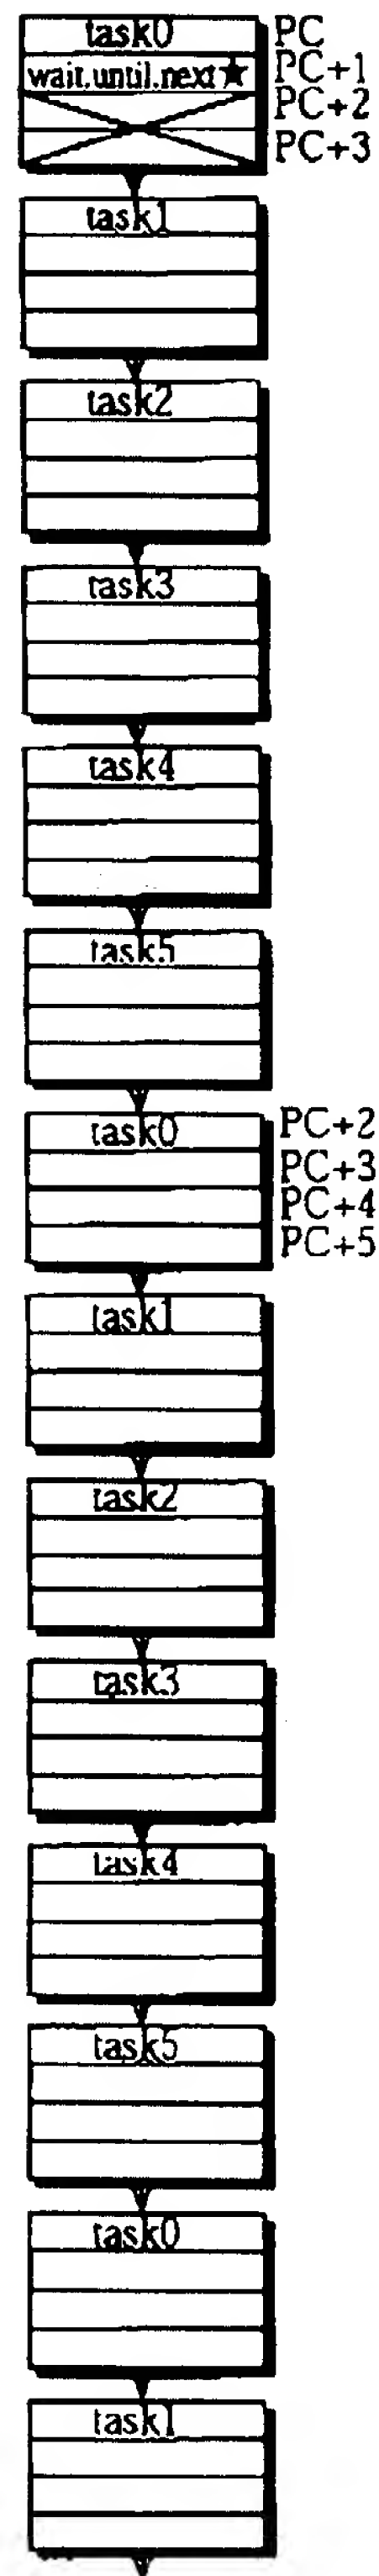 task0 PC
wait.until.next★ PC+1
PC+2
PC+3
task1
task2
task3
task4
task5
task0 PC+2
PC+3
PC+4
PC+5
task1
task2
task3
task4
task5
task0
task1